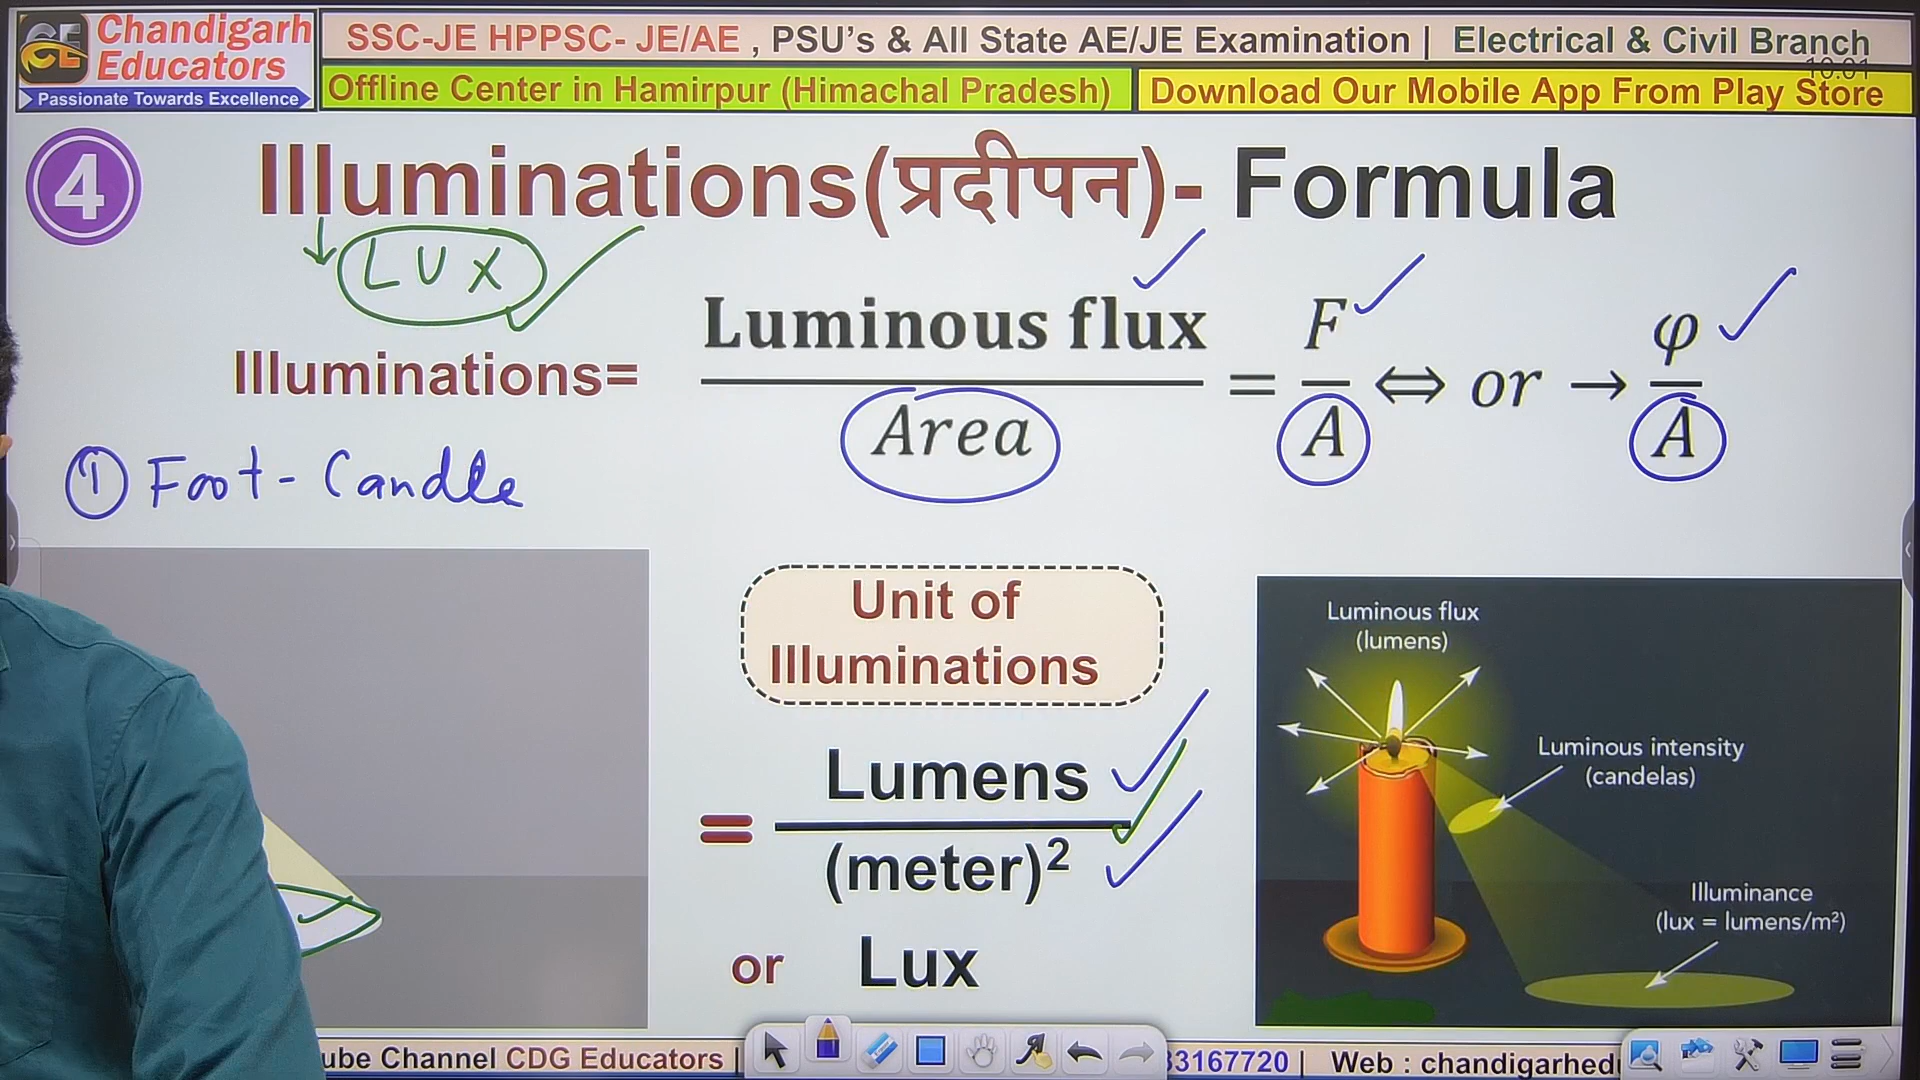 Chandigarh
Educators
Passionate Towards Excellence
SSC-JE HPPSC- JE/AE , PSU's & All State AE/JE Examination | Electrical & Civil Branch
10:01
Offline Center in Hamirpur (Himachal Pradesh)
Download Our Mobile App From Play Store
4
Illuminations(प्रदीपन)- Formula
LUX
Illuminations= Luminous flux / Area = F / A ⇔ or → φ / A
① Foot-Candle
Unit of
Illuminations
= Lumens / (meter)²
or Lux
Luminous flux
(lumens)
Luminous intensity
(candelas)
Illuminance
(lux = lumens/m²)
ube Channel CDG Educators |
33167720 | Web : chandigarhed